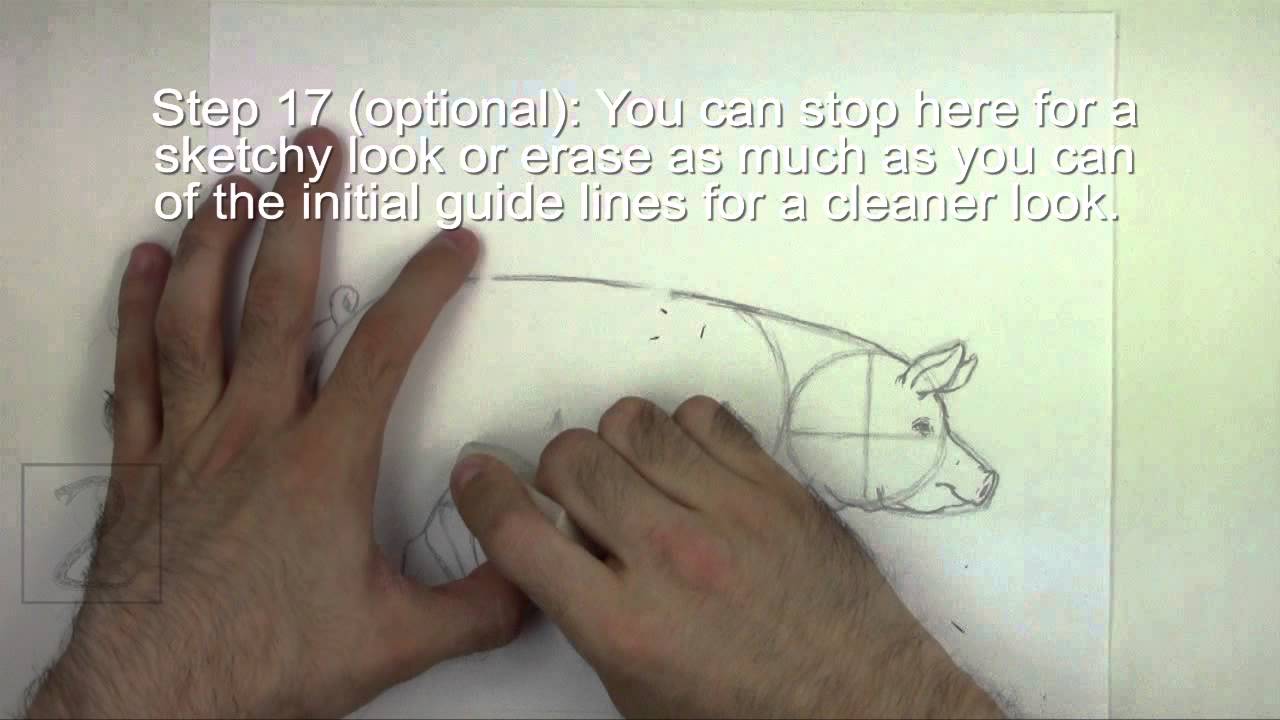 Step 17 (optional): You can stop here for a
sketchy look or erase as much as you can
of the initial guide lines for a cleaner look.